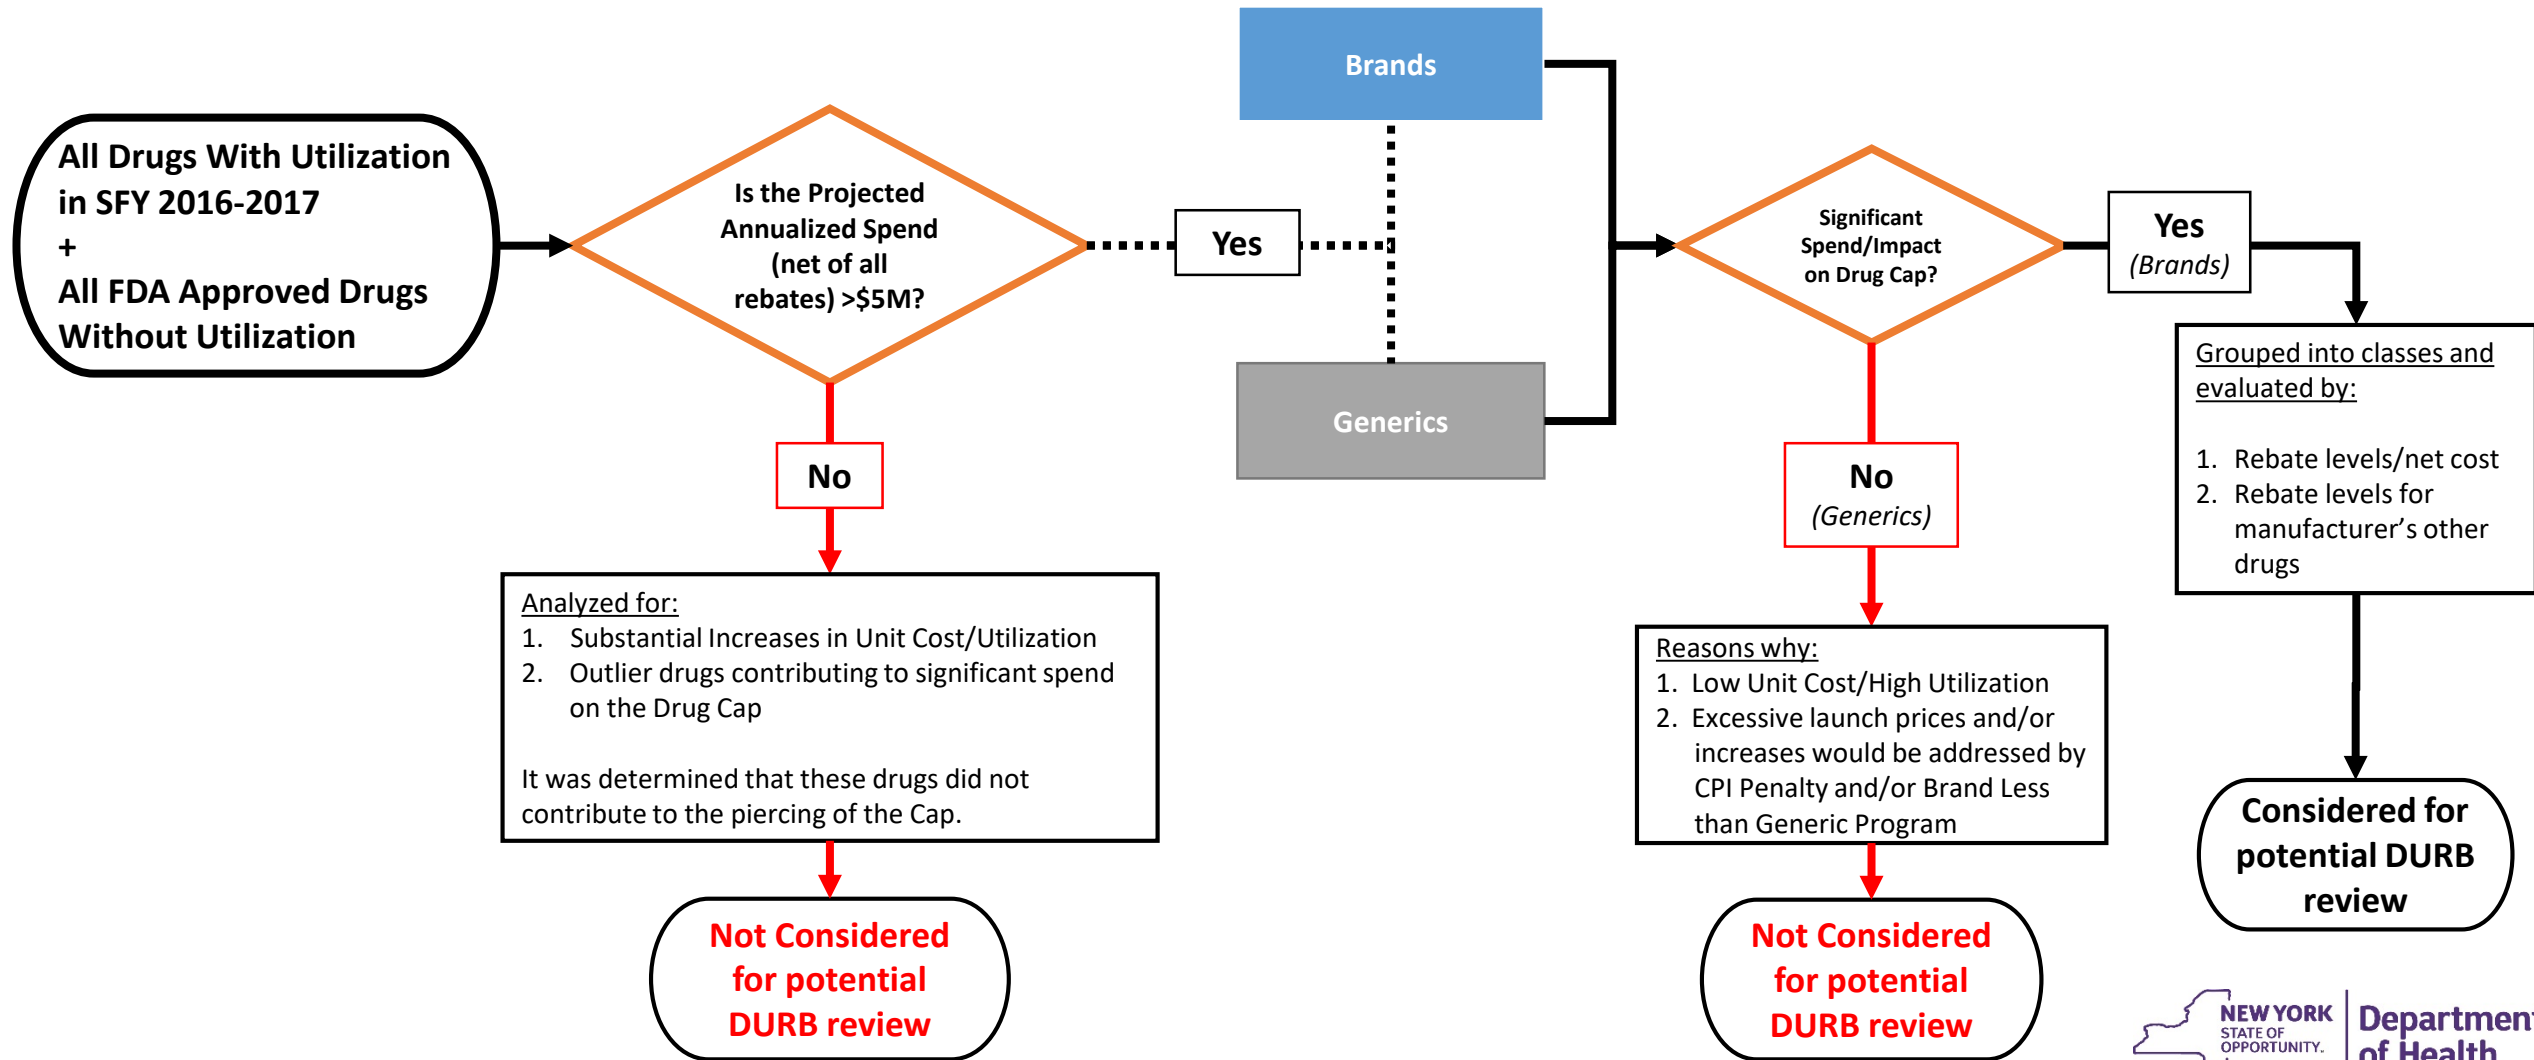 All Drugs With Utilization
in SFY 2016-2017
+
All FDA Approved Drugs
Without Utilization
Is the Projected
Annualized Spend
(net of all
rebates) >$5M?
Yes
No
Analyzed for:
1. Substantial Increases in Unit Cost/Utilization
2. Outlier drugs contributing to significant spend
on the Drug Cap
It was determined that these drugs did not
contribute to the piercing of the Cap.
Not Considered
for potential
DURB review
Brands
Generics
Significant
Spend/Impact
on Drug Cap?
No
(Generics)
Reasons why:
1. Low Unit Cost/High Utilization
2. Excessive launch prices and/or
increases would be addressed by
CPI Penalty and/or Brand Less
than Generic Program
Not Considered
for potential
DURB review
Yes
(Brands)
Grouped into classes and
evaluated by:
1. Rebate levels/net cost
2. Rebate levels for
manufacturer's other
drugs
Considered for
potential DURB
review
NEW YORK
STATE OF
OPPORTUNITY.
Department
of Health